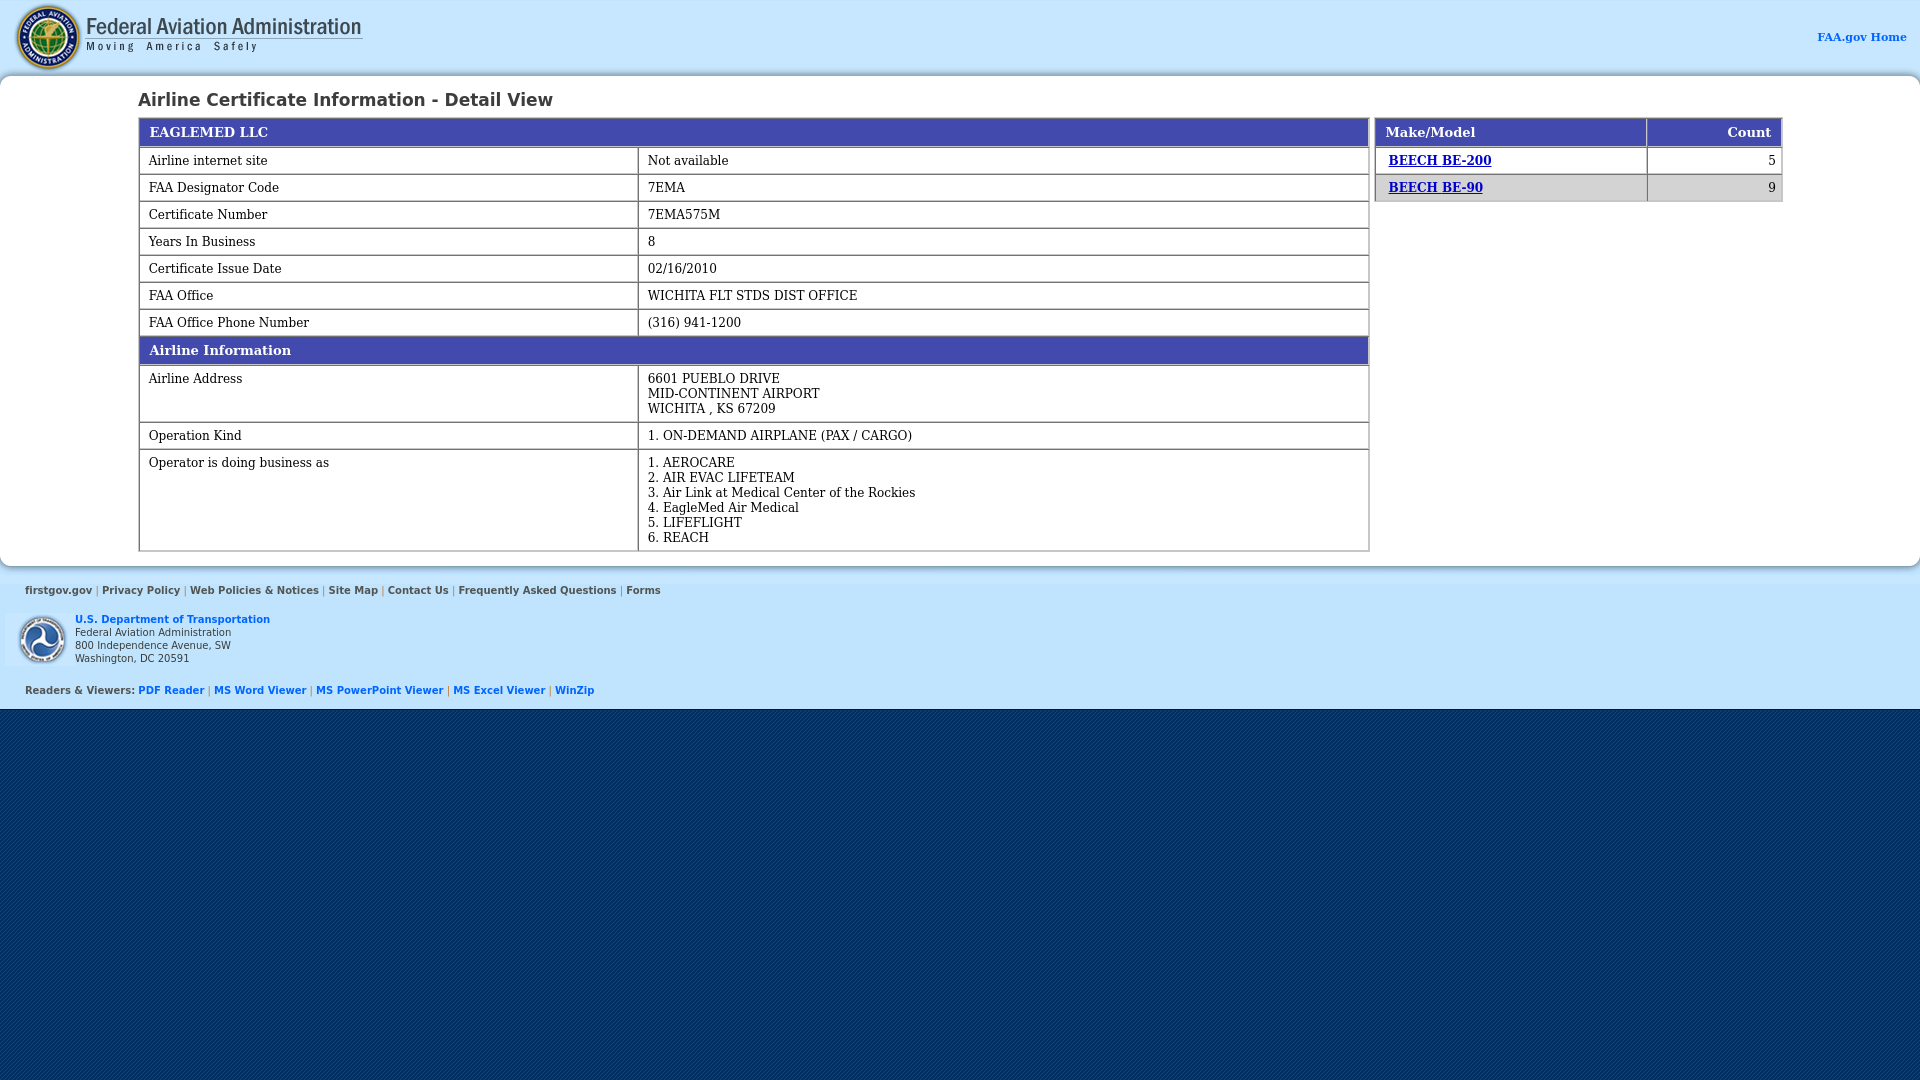 Federal Aviation Administration
Moving America Safely
FAA.gov Home
Airline Certificate Information - Detail View
EAGLEMED LLC
Airline internet site Not available
FAA Designator Code 7EMA
Certificate Number 7EMA575M
Years In Business 8
Certificate Issue Date 02/16/2010
FAA Office WICHITA FLT STDS DIST OFFICE
FAA Office Phone Number (316) 941-1200
Airline Information
Airline Address 6601 PUEBLO DRIVE
MID-CONTINENT AIRPORT
WICHITA , KS 67209
Operation Kind 1. ON-DEMAND AIRPLANE (PAX / CARGO)
Operator is doing business as 1. AEROCARE
2. AIR EVAC LIFETEAM
3. Air Link at Medical Center of the Rockies
4. EagleMed Air Medical
5. LIFEFLIGHT
6. REACH
Make/Model Count
BEECH BE-200 5
BEECH BE-90 9
firstgov.gov | Privacy Policy | Web Policies & Notices | Site Map | Contact Us | Frequently Asked Questions | Forms
U.S. Department of Transportation
Federal Aviation Administration
800 Independence Avenue, SW
Washington, DC 20591
Readers & Viewers: PDF Reader | MS Word Viewer | MS PowerPoint Viewer | MS Excel Viewer | WinZip